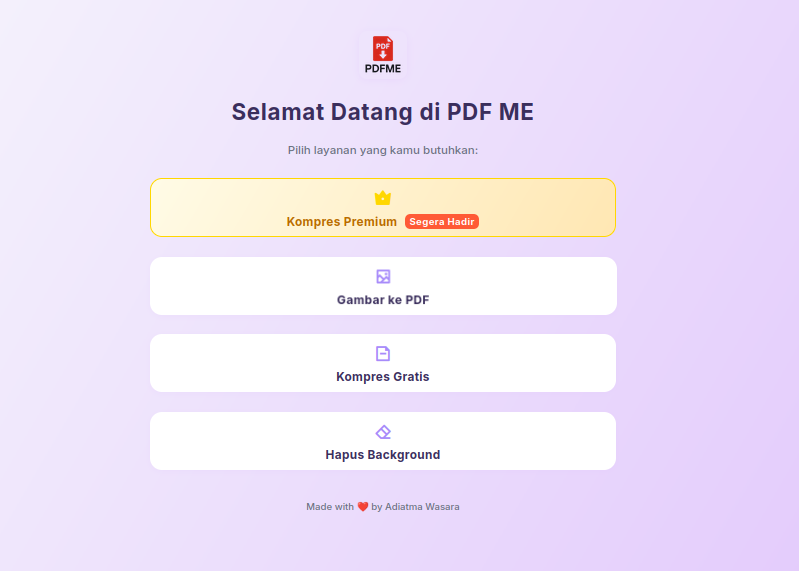 PDF
PDFME
Selamat Datang di PDF ME
Pilih layanan yang kamu butuhkan:
Kompres Premium Segera Hadir
Gambar ke PDF
Kompres Gratis
Hapus Background
Made with ❤️ by Adiatma Wasara